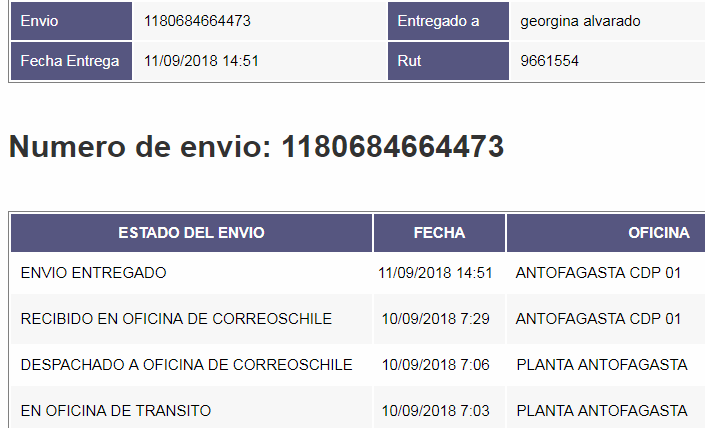 Envio 1180684664473 Entregado a georgina alvarado
Fecha Entrega 11/09/2018 14:51 Rut 9661554
Numero de envio: 1180684664473
ESTADO DEL ENVIO FECHA OFICINA
ENVIO ENTREGADO 11/09/2018 14:51 ANTOFAGASTA CDP 01
RECIBIDO EN OFICINA DE CORREOSCHILE 10/09/2018 7:29 ANTOFAGASTA CDP 01
DESPACHADO A OFICINA DE CORREOSCHILE 10/09/2018 7:06 PLANTA ANTOFAGASTA
EN OFICINA DE TRANSITO 10/09/2018 7:03 PLANTA ANTOFAGASTA